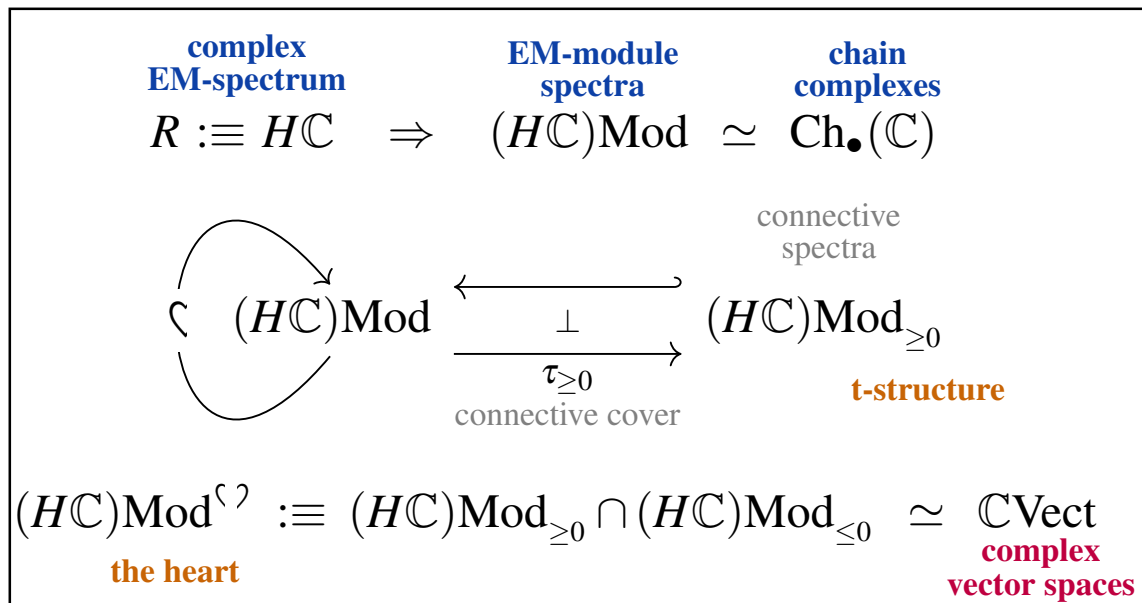 complex EM-module chain
EM-spectrum spectra complexes
R :≡ Hℂ ⇒ (Hℂ)Mod ≃ Ch•(ℂ)
connective
spectra
ʅ (Hℂ)Mod ⊥ (Hℂ)Mod≥0
τ≥0
connective cover
t-structure
(Hℂ)Mod :≡ (Hℂ)Mod≥0 ∩ (Hℂ)Mod≤0 ≃ ℂVect
the heart
complex
vector spaces